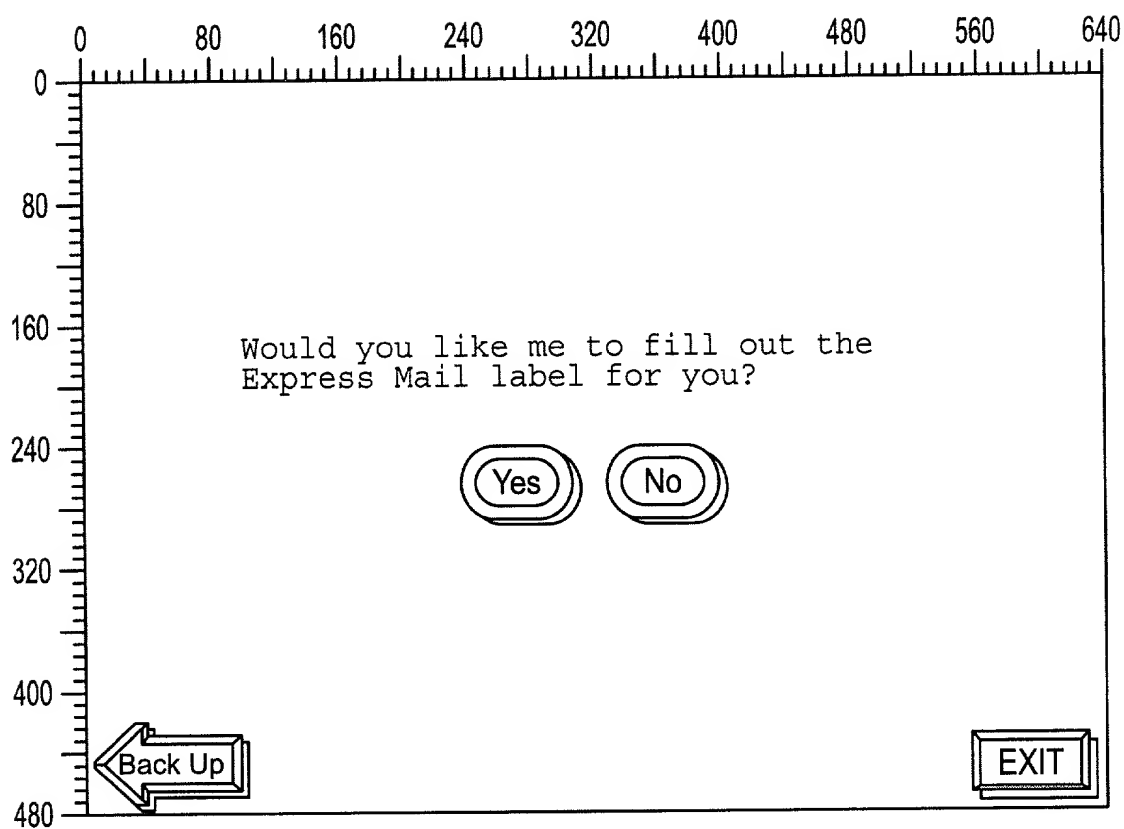 0 80 160 240 320 400 480 560 640
0
80
160
Would you like me to fill out the
Express Mail label for you?
240
Yes No
320
400
Back Up EXIT
480